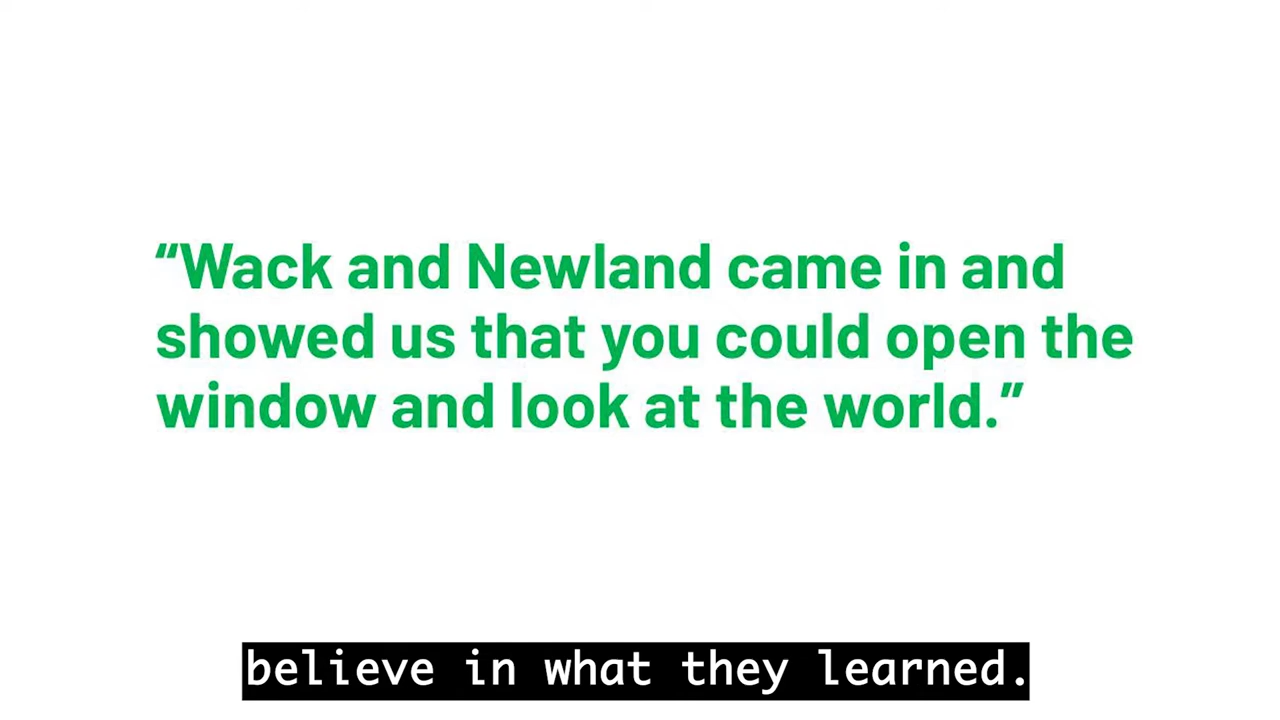 “Wack and Newland came in and
showed us that you could open the
window and look at the world.”
believe in what they learned.